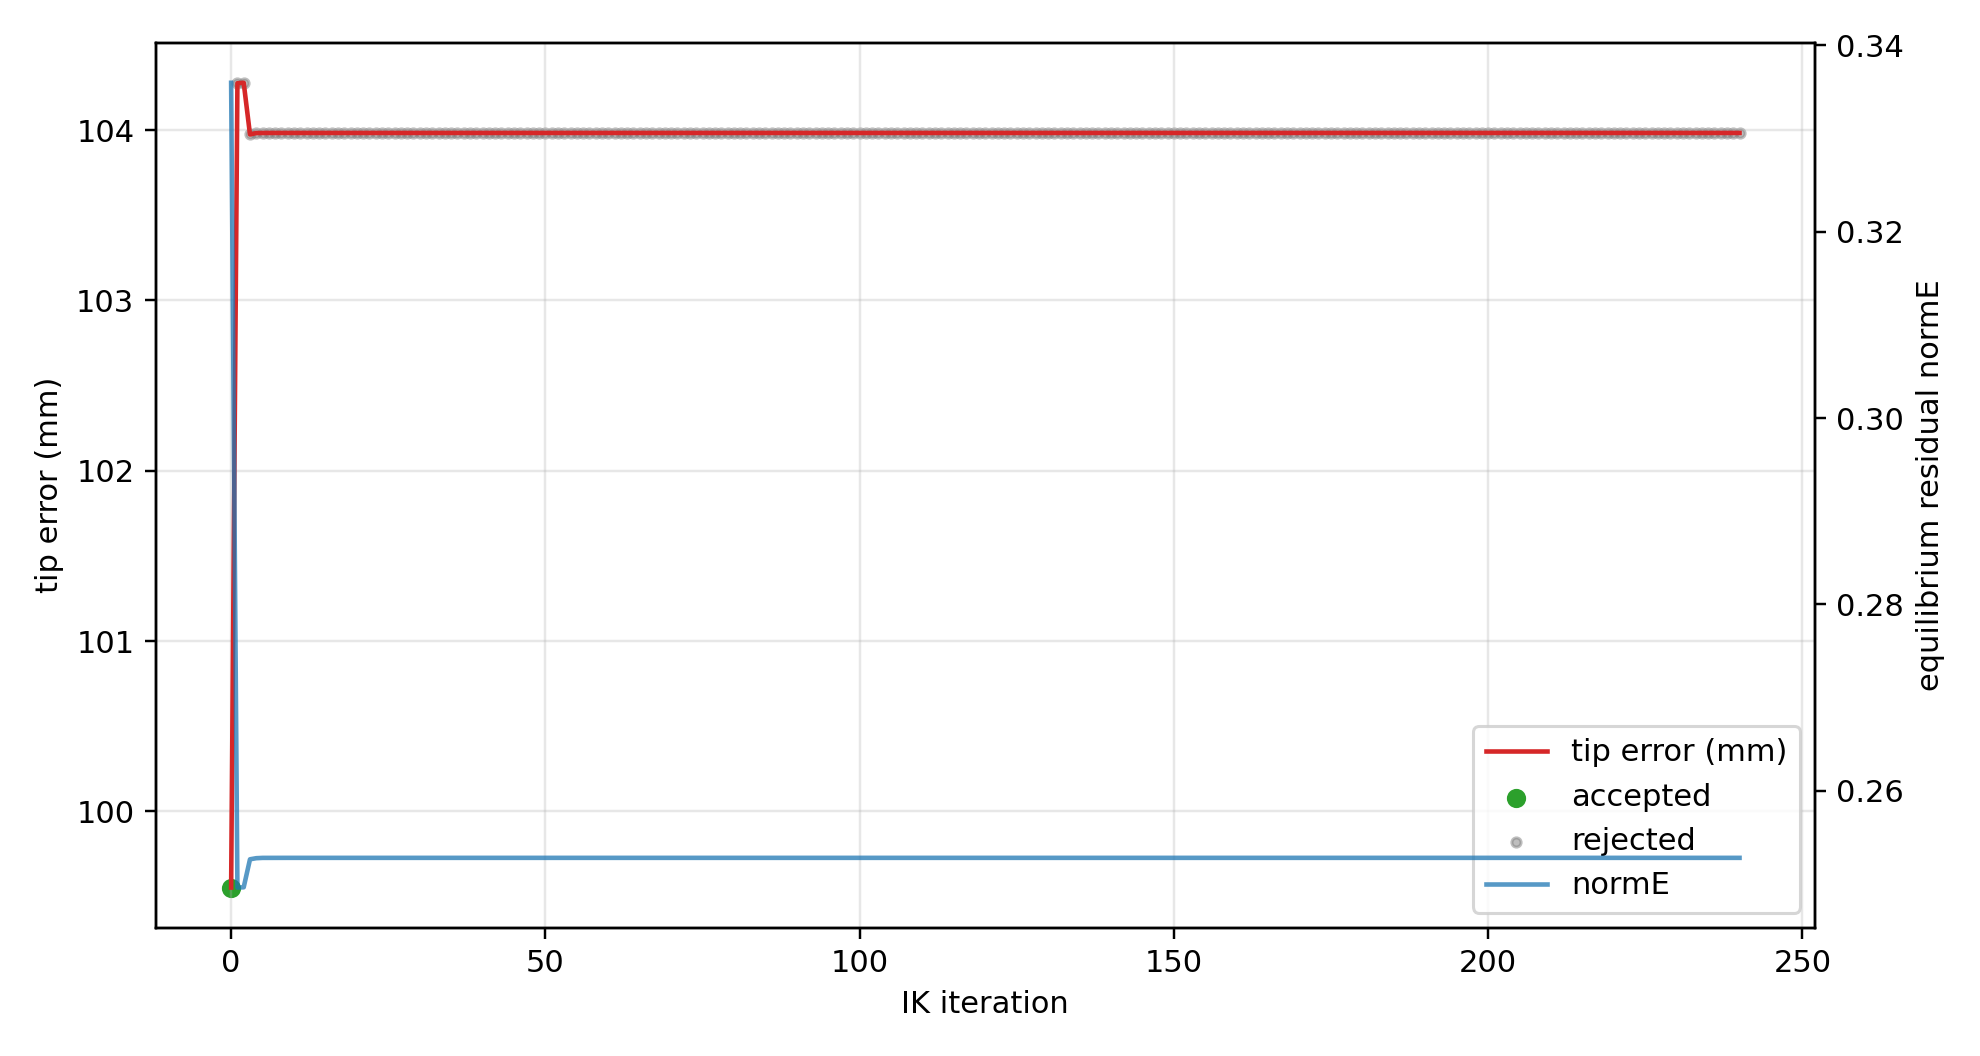 104
103
102
101
100
tip error (mm)
0.34
0.32
0.30
0.28
0.26
equilibrium residual normE
tip error (mm)
accepted
rejected
normE
0
50
100
150
200
250
IK iteration